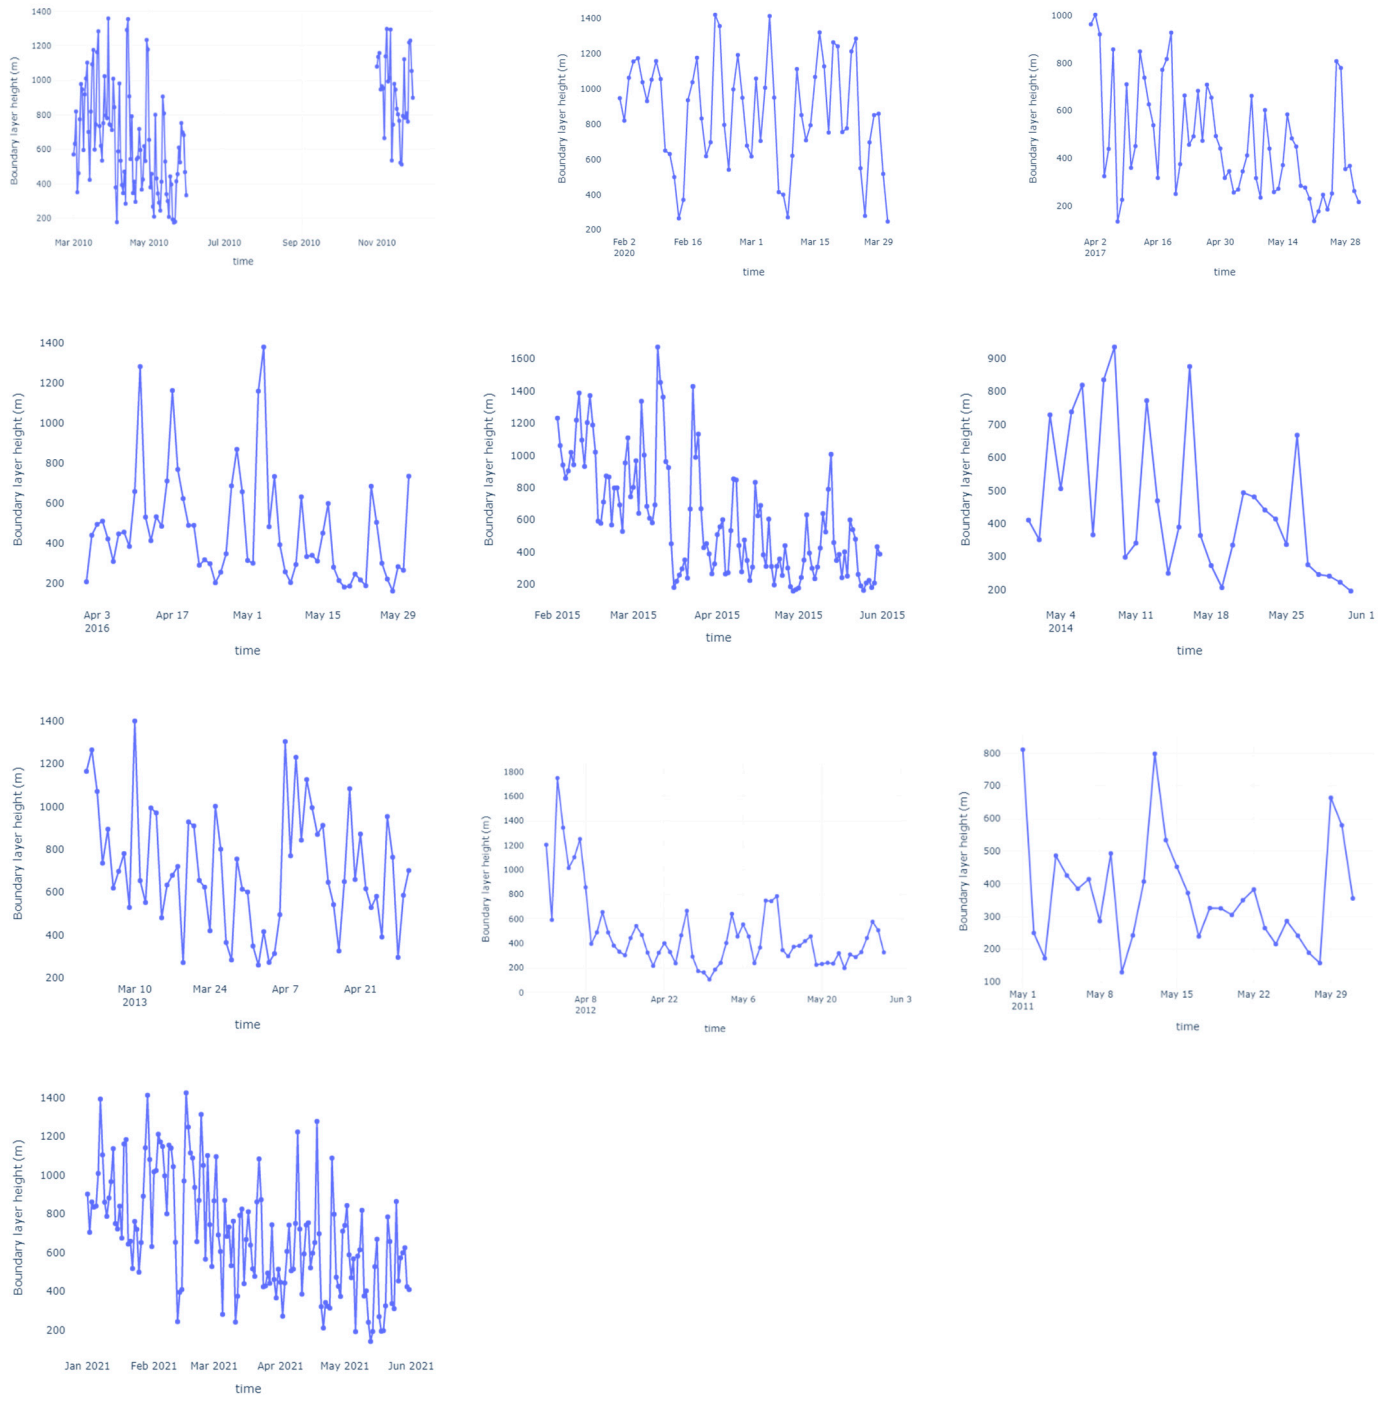 Boundary layer height (m)
1400
1200
1000
800
600
400
200
Mar 2010 May 2010 Jul 2010 Sep 2010 Nov 2010
time
Boundary layer height (m)
1400
1200
1000
800
600
400
200
Feb 2 Feb 16 Mar 1 Mar 15 Mar 29
2020
time
Boundary layer height (m)
1000
800
600
400
200
Apr 2 Apr 16 Apr 30 May 14 May 28
2017
time
Boundary layer height (m)
1400
1200
1000
800
600
400
200
Apr 3 Apr 17 May 1 May 15 May 29
2016
time
Boundary layer height (m)
1600
1400
1200
1000
800
600
400
200
Feb 2015 Mar 2015 Apr 2015 May 2015 Jun 2015
time
Boundary layer height (m)
900
800
700
600
500
400
300
200
May 4 May 11 May 18 May 25 Jun 1
2014
time
Boundary layer height (m)
1400
1200
1000
800
600
400
200
Mar 10 Mar 24 Apr 7 Apr 21
2013
time
Boundary layer height (m)
1800
1600
1400
1200
1000
800
600
400
200
0
Apr 8 Apr 22 May 6 May 20 Jun 3
2012
time
Boundary layer height (m)
800
700
600
500
400
300
200
100
May 1 May 8 May 15 May 22 May 29
2011
time
Boundary layer height (m)
1400
1200
1000
800
600
400
200
Jan 2021 Feb 2021 Mar 2021 Apr 2021 May 2021 Jun 2021
time